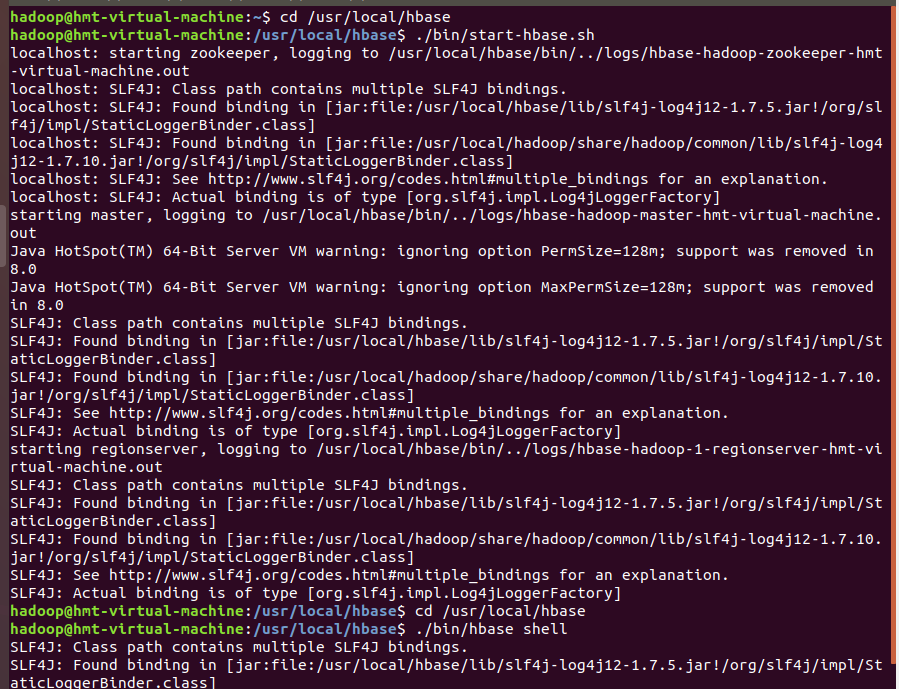 hadoop@hmt-virtual-machine:~$ cd /usr/local/hbase
hadoop@hmt-virtual-machine:/usr/local/hbase$ ./bin/start-hbase.sh
localhost: starting zookeeper, logging to /usr/local/hbase/bin/../logs/hbase-hadoop-zookeeper-hmt
-virtual-machine.out
localhost: SLF4J: Class path contains multiple SLF4J bindings.
localhost: SLF4J: Found binding in [jar:file:/usr/local/hbase/lib/slf4j-log4j12-1.7.5.jar!/org/sl
f4j/impl/StaticLoggerBinder.class]
localhost: SLF4J: Found binding in [jar:file:/usr/local/hadoop/share/hadoop/common/lib/slf4j-log4
j12-1.7.10.jar!/org/slf4j/impl/StaticLoggerBinder.class]
localhost: SLF4J: See http://www.slf4j.org/codes.html#multiple_bindings for an explanation.
localhost: SLF4J: Actual binding is of type [org.slf4j.impl.Log4jLoggerFactory]
starting master, logging to /usr/local/hbase/bin/../logs/hbase-hadoop-master-hmt-virtual-machine.
out
Java HotSpot(TM) 64-Bit Server VM warning: ignoring option PermSize=128m; support was removed in
8.0
Java HotSpot(TM) 64-Bit Server VM warning: ignoring option MaxPermSize=128m; support was removed
in 8.0
SLF4J: Class path contains multiple SLF4J bindings.
SLF4J: Found binding in [jar:file:/usr/local/hbase/lib/slf4j-log4j12-1.7.5.jar!/org/slf4j/impl/St
aticLoggerBinder.class]
SLF4J: Found binding in [jar:file:/usr/local/hadoop/share/hadoop/common/lib/slf4j-log4j12-1.7.10.
jar!/org/slf4j/impl/StaticLoggerBinder.class]
SLF4J: See http://www.slf4j.org/codes.html#multiple_bindings for an explanation.
SLF4J: Actual binding is of type [org.slf4j.impl.Log4jLoggerFactory]
starting regionserver, logging to /usr/local/hbase/bin/../logs/hbase-hadoop-1-regionserver-hmt-vi
rtual-machine.out
SLF4J: Class path contains multiple SLF4J bindings.
SLF4J: Found binding in [jar:file:/usr/local/hbase/lib/slf4j-log4j12-1.7.5.jar!/org/slf4j/impl/St
aticLoggerBinder.class]
SLF4J: Found binding in [jar:file:/usr/local/hadoop/share/hadoop/common/lib/slf4j-log4j12-1.7.10.
jar!/org/slf4j/impl/StaticLoggerBinder.class]
SLF4J: See http://www.slf4j.org/codes.html#multiple_bindings for an explanation.
SLF4J: Actual binding is of type [org.slf4j.impl.Log4jLoggerFactory]
hadoop@hmt-virtual-machine:/usr/local/hbase$ cd /usr/local/hbase
hadoop@hmt-virtual-machine:/usr/local/hbase$ ./bin/hbase shell
SLF4J: Class path contains multiple SLF4J bindings.
SLF4J: Found binding in [jar:file:/usr/local/hbase/lib/slf4j-log4j12-1.7.5.jar!/org/slf4j/impl/St
aticLoggerBinder.class]